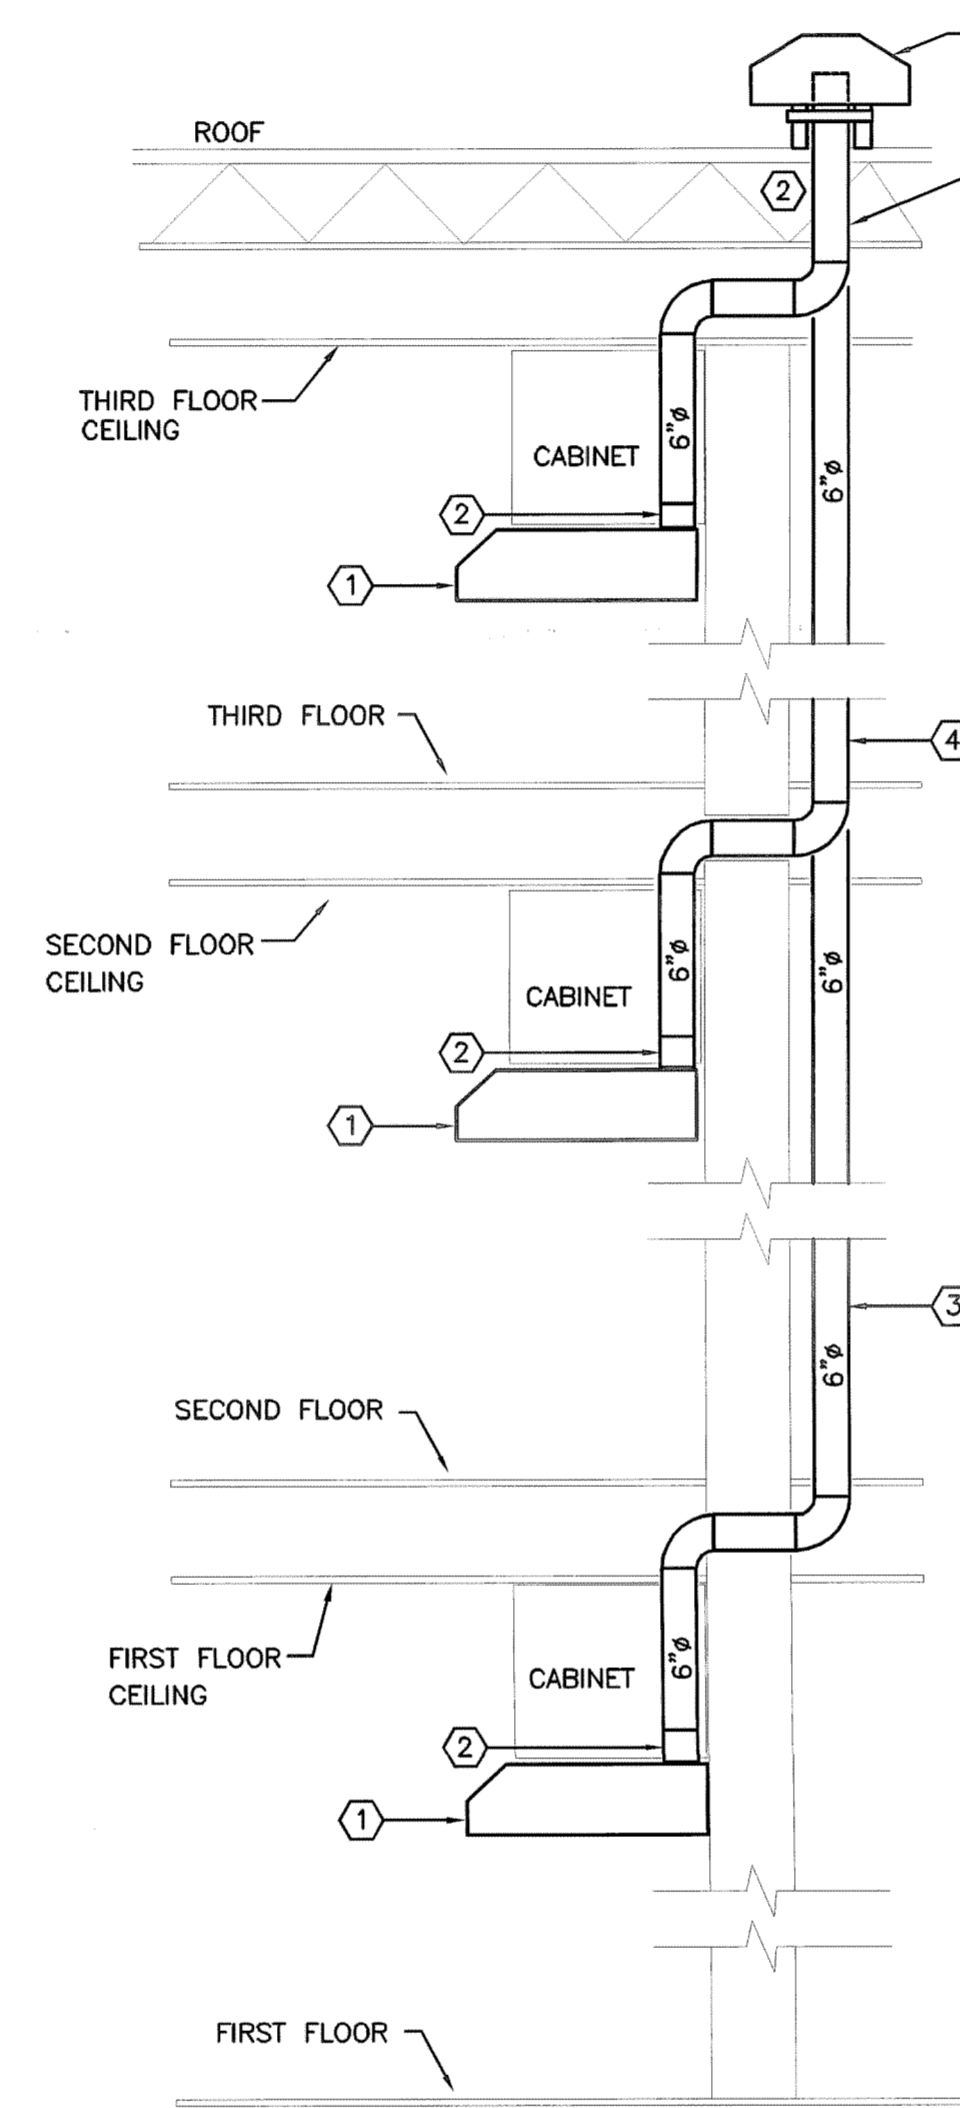 ROOF
2
THIRD FLOOR
CEILING
6"ø
CABINET
6"ø
2
1
THIRD FLOOR
4
SECOND FLOOR
CEILING
6"ø
6"ø
CABINET
2
1
3
6"ø
SECOND FLOOR
FIRST FLOOR
CEILING
6"ø
CABINET
2
1
FIRST FLOOR